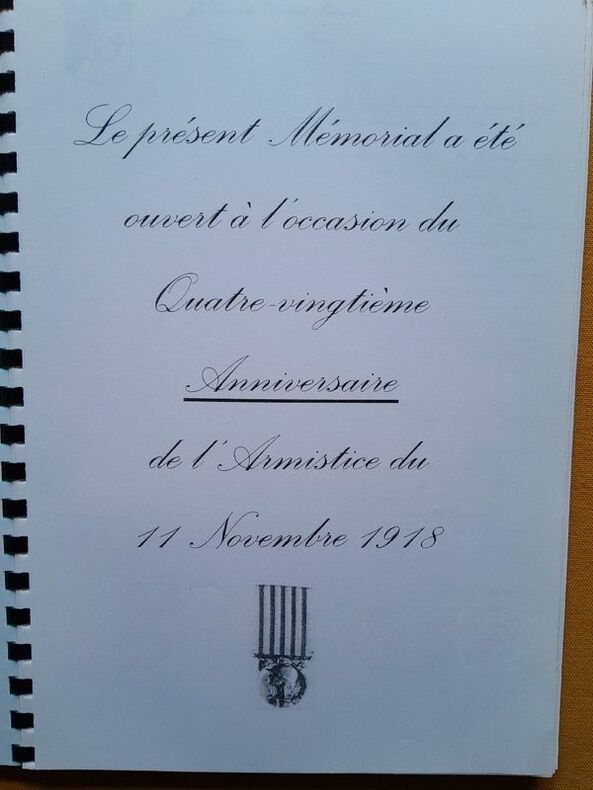 Le présent Mémorial a été
ouvert à l'occasion du
Quatre-vingtième
Anniversaire
de l'Armistice du
11 Novembre 1918